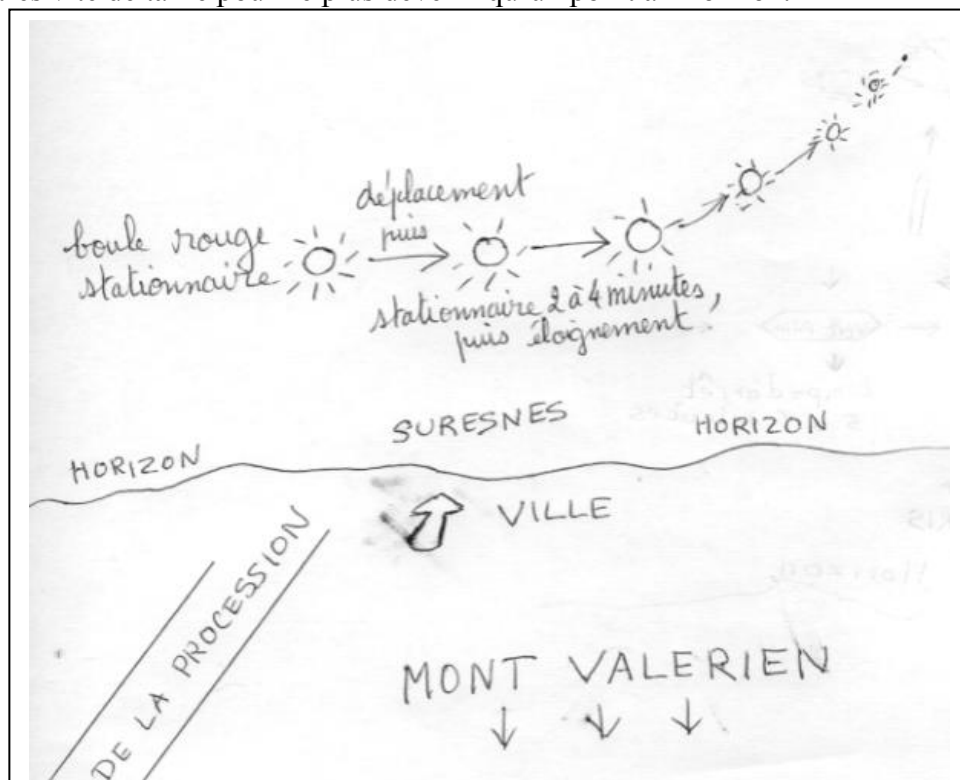 boule rouge
stationnaire
déplacement
puis
stationnaire 2 à 4 minutes,
puis éloignement
SURESNES
HORIZON
HORIZON
VILLE
DE LA PROCESSION
MONT VALERIEN